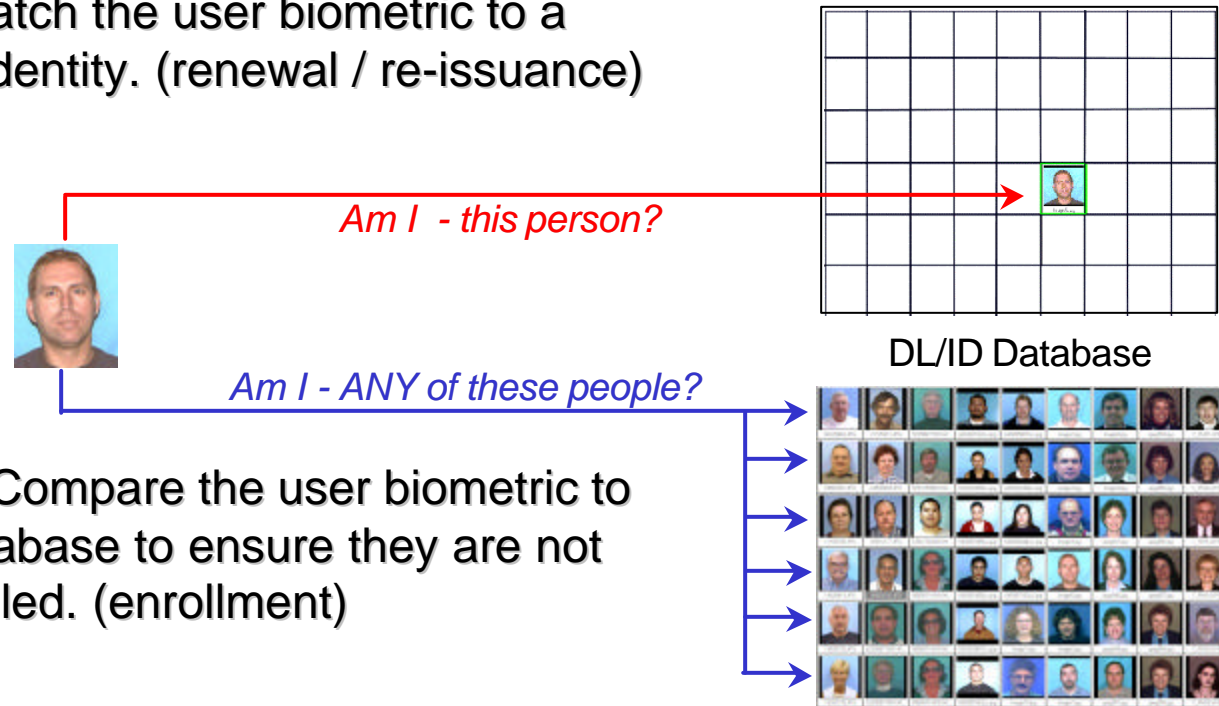 atch the user biometric to a
dentity. (renewal / re-issuance)
Am I - this person?
DL/ID Database
Am I - ANY of these people?
Compare the user biometric to
abase to ensure they are not
led. (enrollment)